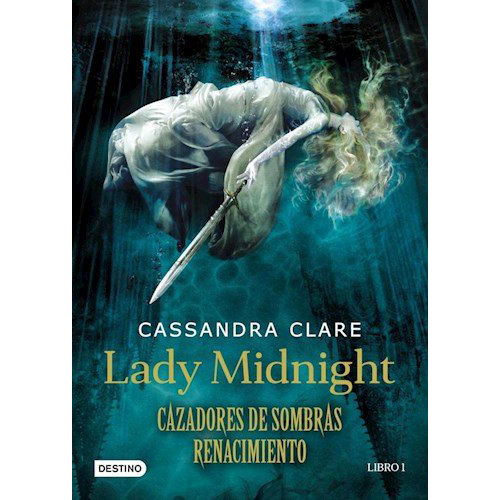 CASSANDRA CLARE
Lady Midnight
CAZADORES DE SOMBRAS
RENACIMIENTO
DESTINO
LIBRO 1